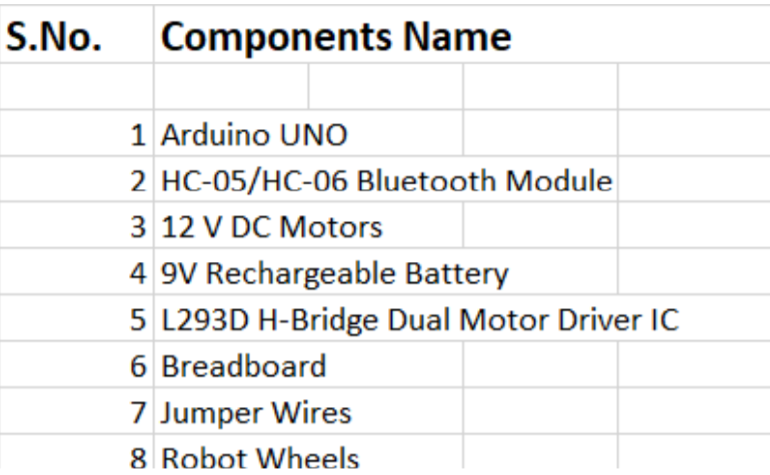 S.No. Components Name
1 Arduino UNO
2 HC-05/HC-06 Bluetooth Module
3 12 V DC Motors
4 9V Rechargeable Battery
5 L293D H-Bridge Dual Motor Driver IC
6 Breadboard
7 Jumper Wires
8 Robot Wheels